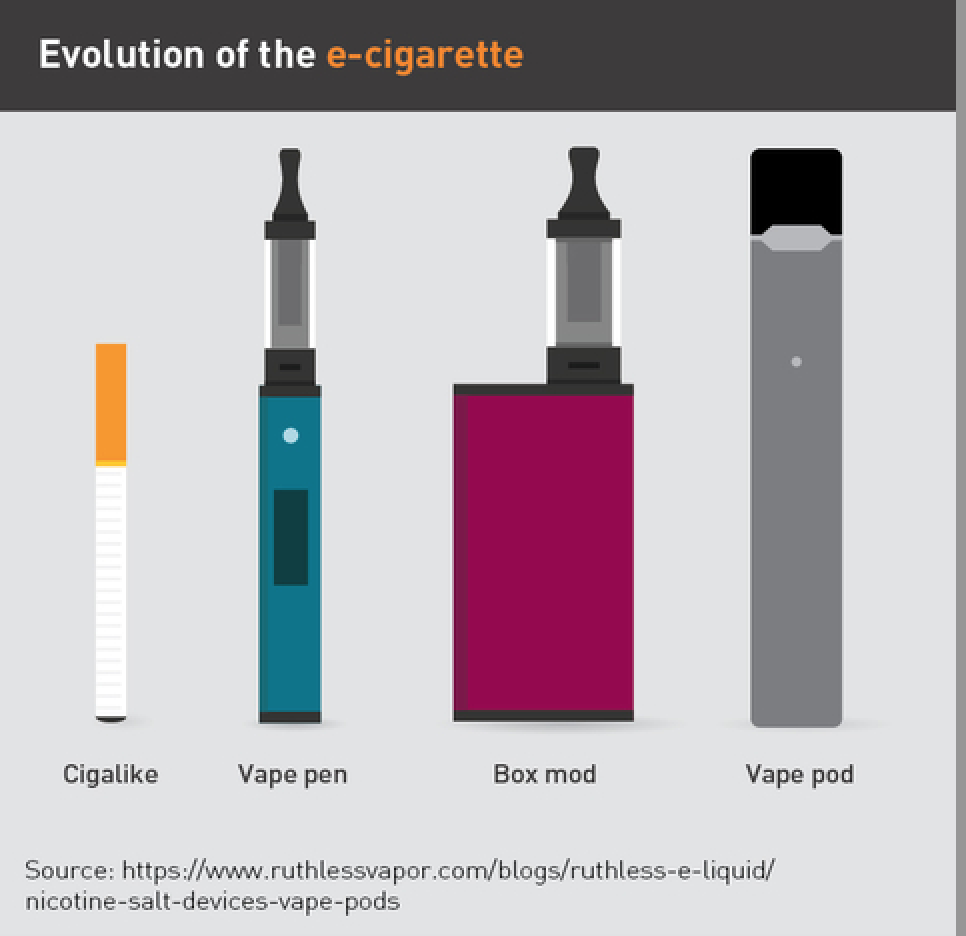 Evolution of the e-cigarette
Cigalike Vape pen Box mod Vape pod
Source: https://www.ruthlessvapor.com/blogs/ruthless-e-liquid/
nicotine-salt-devices-vape-pods